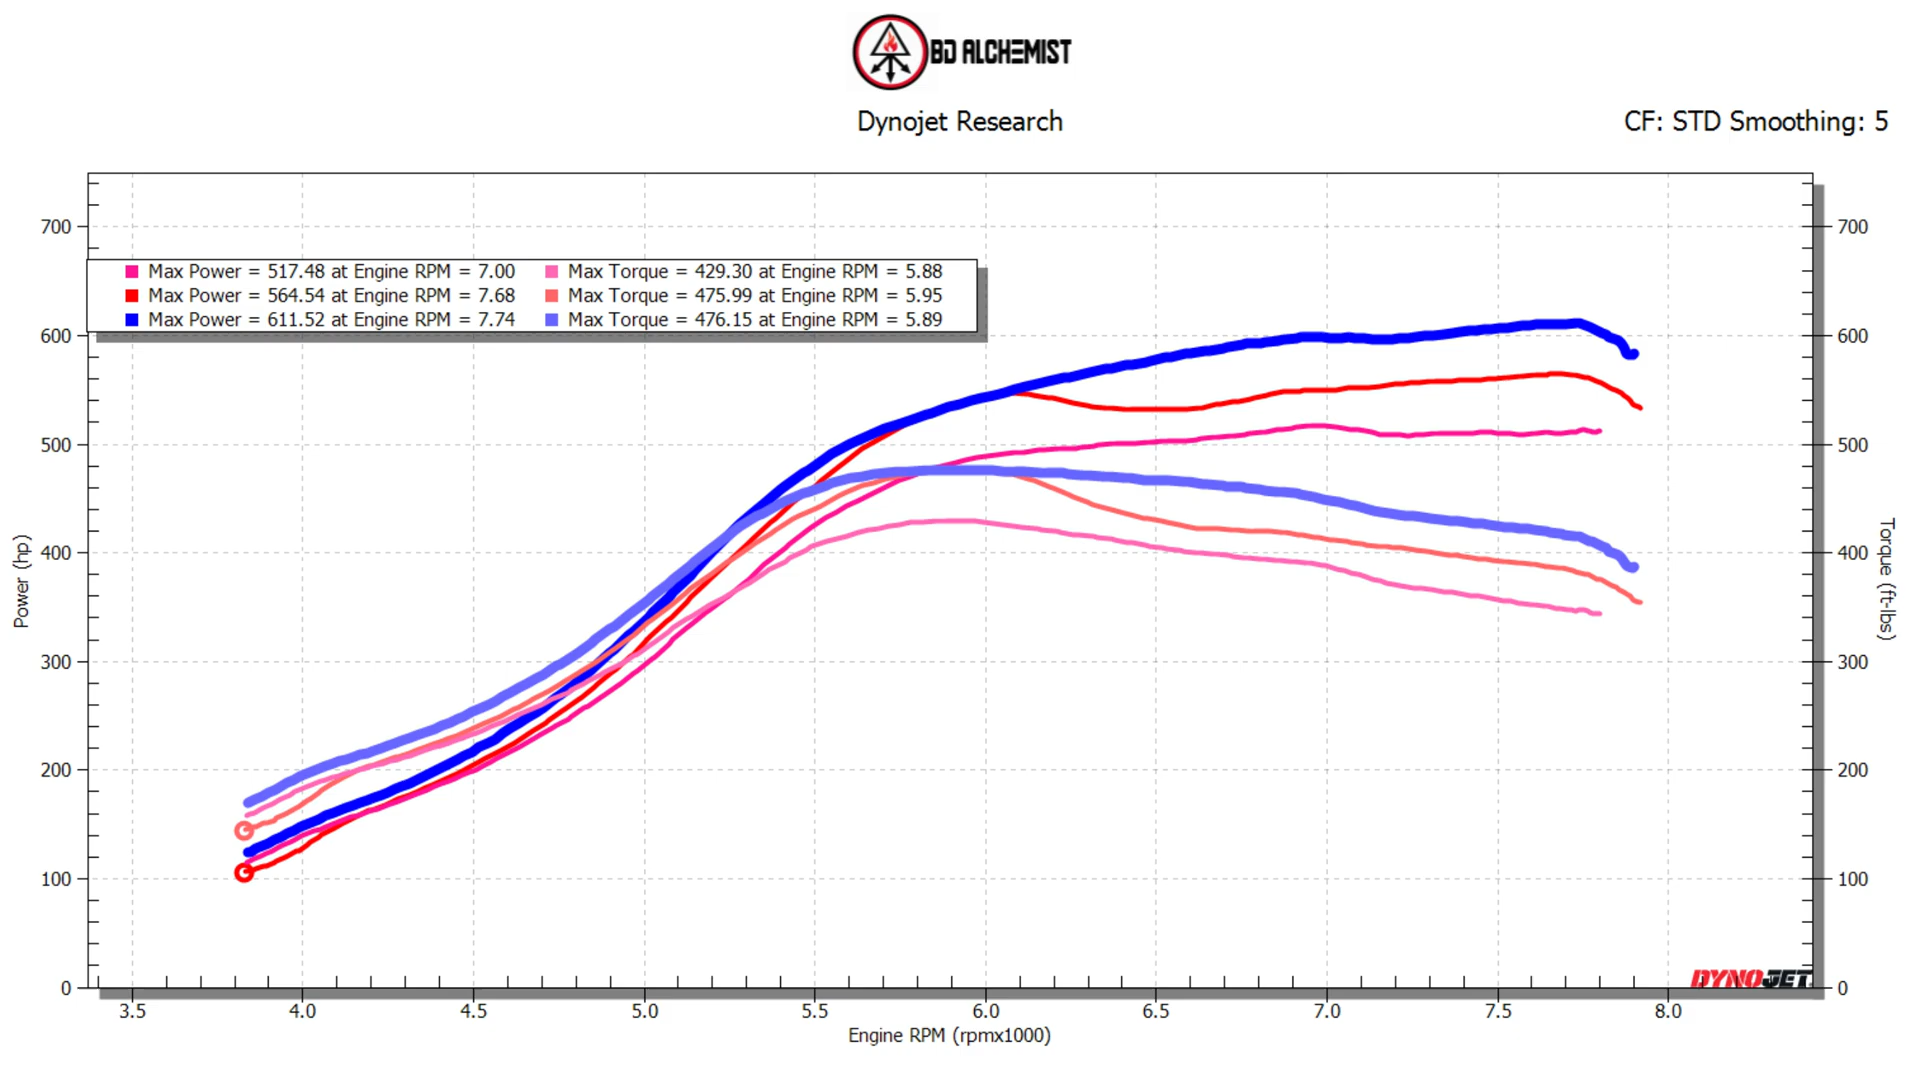 BD ALCHEMIST
Dynojet Research
CF: STD Smoothing: 5
Max Power = 517.48 at Engine RPM = 7.00 Max Torque = 429.30 at Engine RPM = 5.88
Max Power = 564.54 at Engine RPM = 7.68 Max Torque = 475.99 at Engine RPM = 5.95
Max Power = 611.52 at Engine RPM = 7.74 Max Torque = 476.15 at Engine RPM = 5.89
700 700
600 600
500 500
400 400
300 300
200 200
100 100
0 0
Power (hp)
Torque (ft-lbs)
DYNOJET
3.5 4.0 4.5 5.0 5.5 6.0 6.5 7.0 7.5 8.0
Engine RPM (rpmx1000)